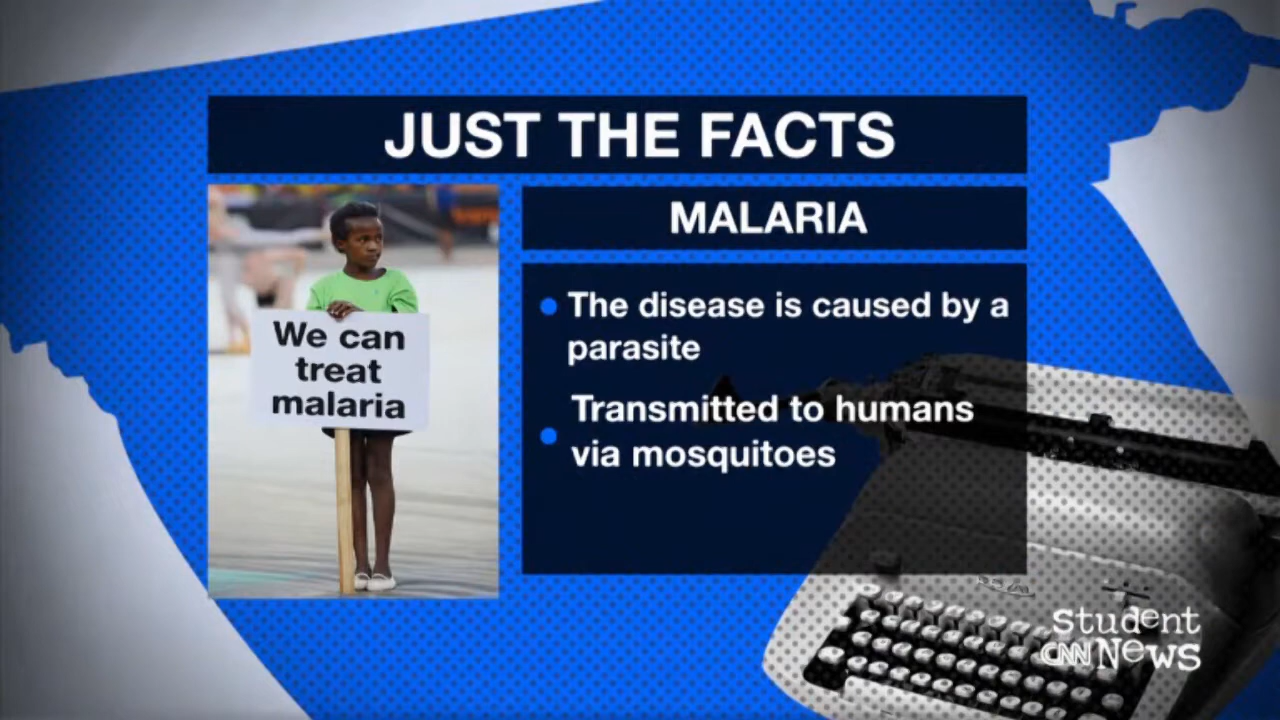 JUST THE FACTS
We can
treat
malaria
MALARIA
The disease is caused by a
parasite
Transmitted to humans
via mosquitoes
Student
CNN News